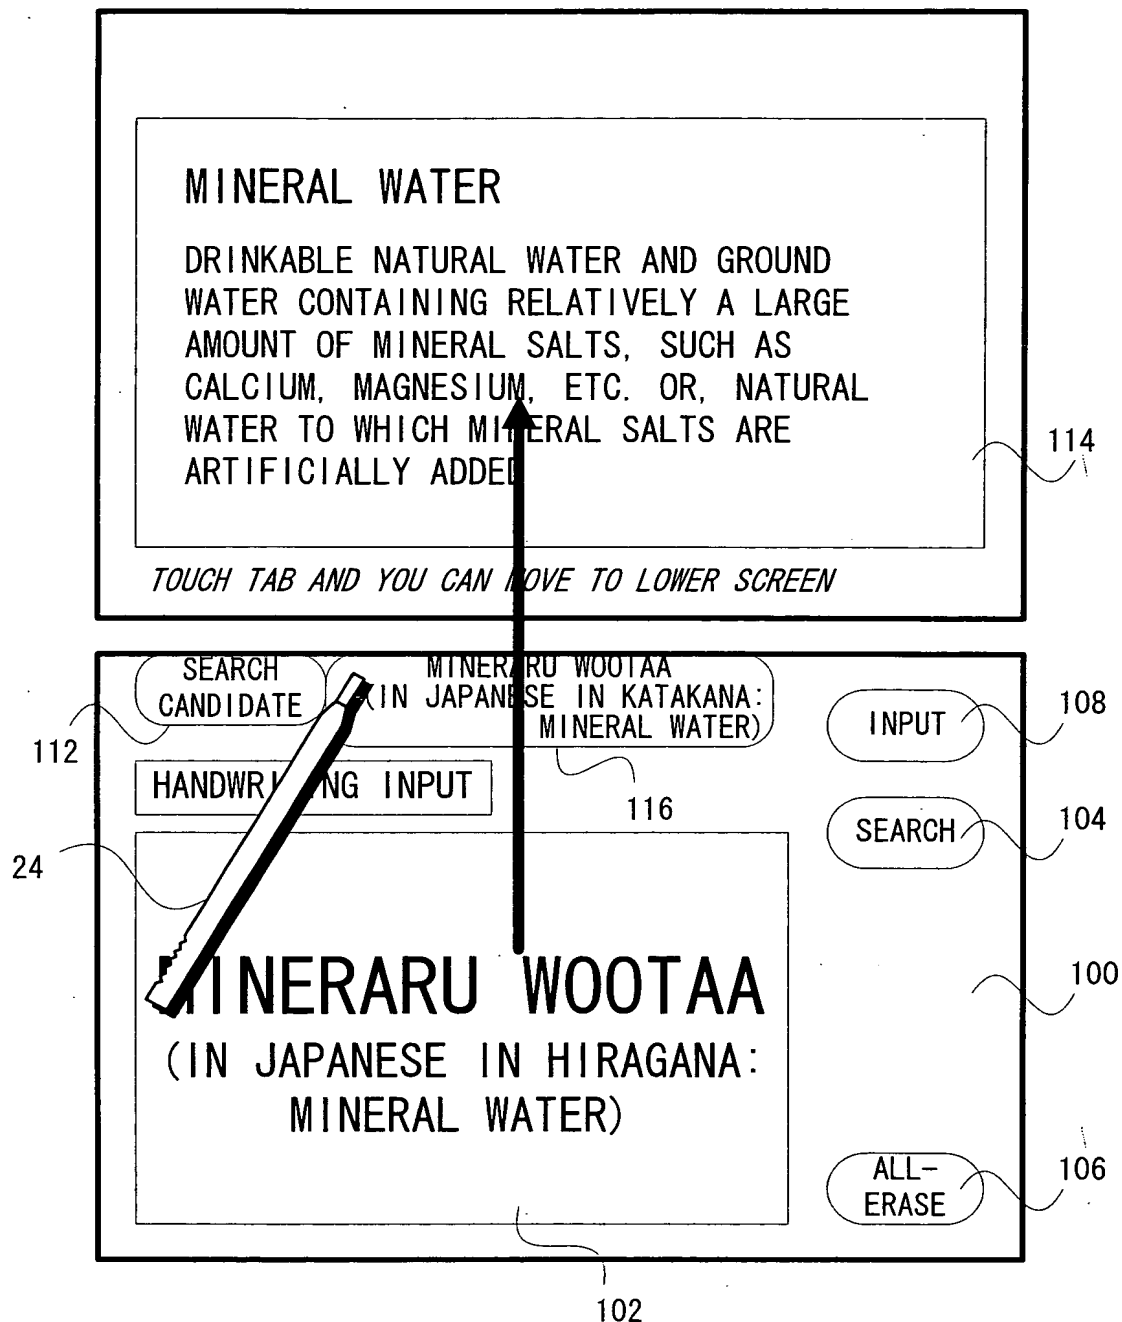 MINERAL WATER
DRINKABLE NATURAL WATER AND GROUND
WATER CONTAINING RELATIVELY A LARGE
AMOUNT OF MINERAL SALTS, SUCH AS
CALCIUM, MAGNESIUM, ETC. OR, NATURAL
WATER TO WHICH MINERAL SALTS ARE
ARTIFICIALLY ADDED
114
TOUCH TAB AND YOU CAN MOVE TO LOWER SCREEN
SEARCH
CANDIDATE
112
MINERARU WOOTAA
(IN JAPANESE IN KATAKANA:
MINERAL WATER)
116
INPUT
108
HANDWRITING INPUT
SEARCH
104
24
MINERARU WOOTAA
(IN JAPANESE IN HIRAGANA:
MINERAL WATER)
100
ALL-
ERASE
106
102